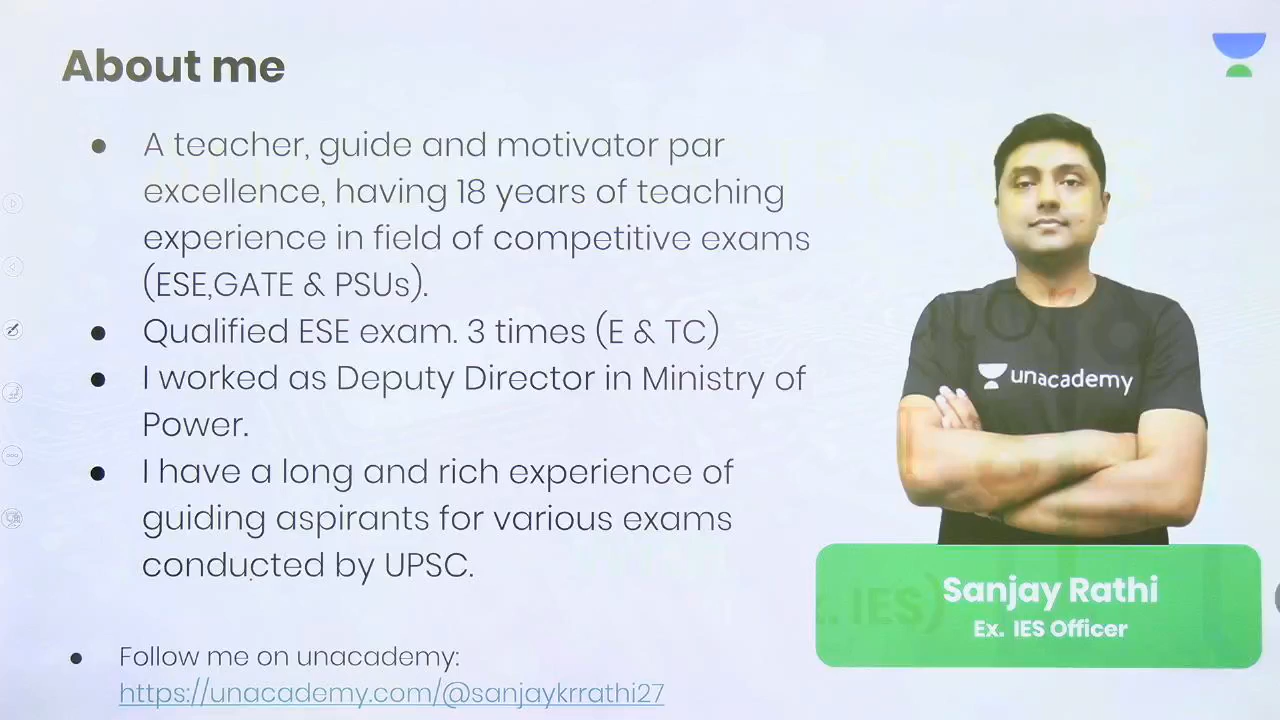 About me
A teacher, guide and motivator par
excellence, having 18 years of teaching
experience in field of competitive exams
(ESE,GATE & PSUs).
Qualified ESE exam. 3 times (E & TC)
I worked as Deputy Director in Ministry of
Power.
I have a long and rich experience of
guiding aspirants for various exams
conducted by UPSC.
Follow me on unacademy:
https://unacademy.com/@sanjaykrrathi27
unacademy
Sanjay Rathi
Ex. IES Officer